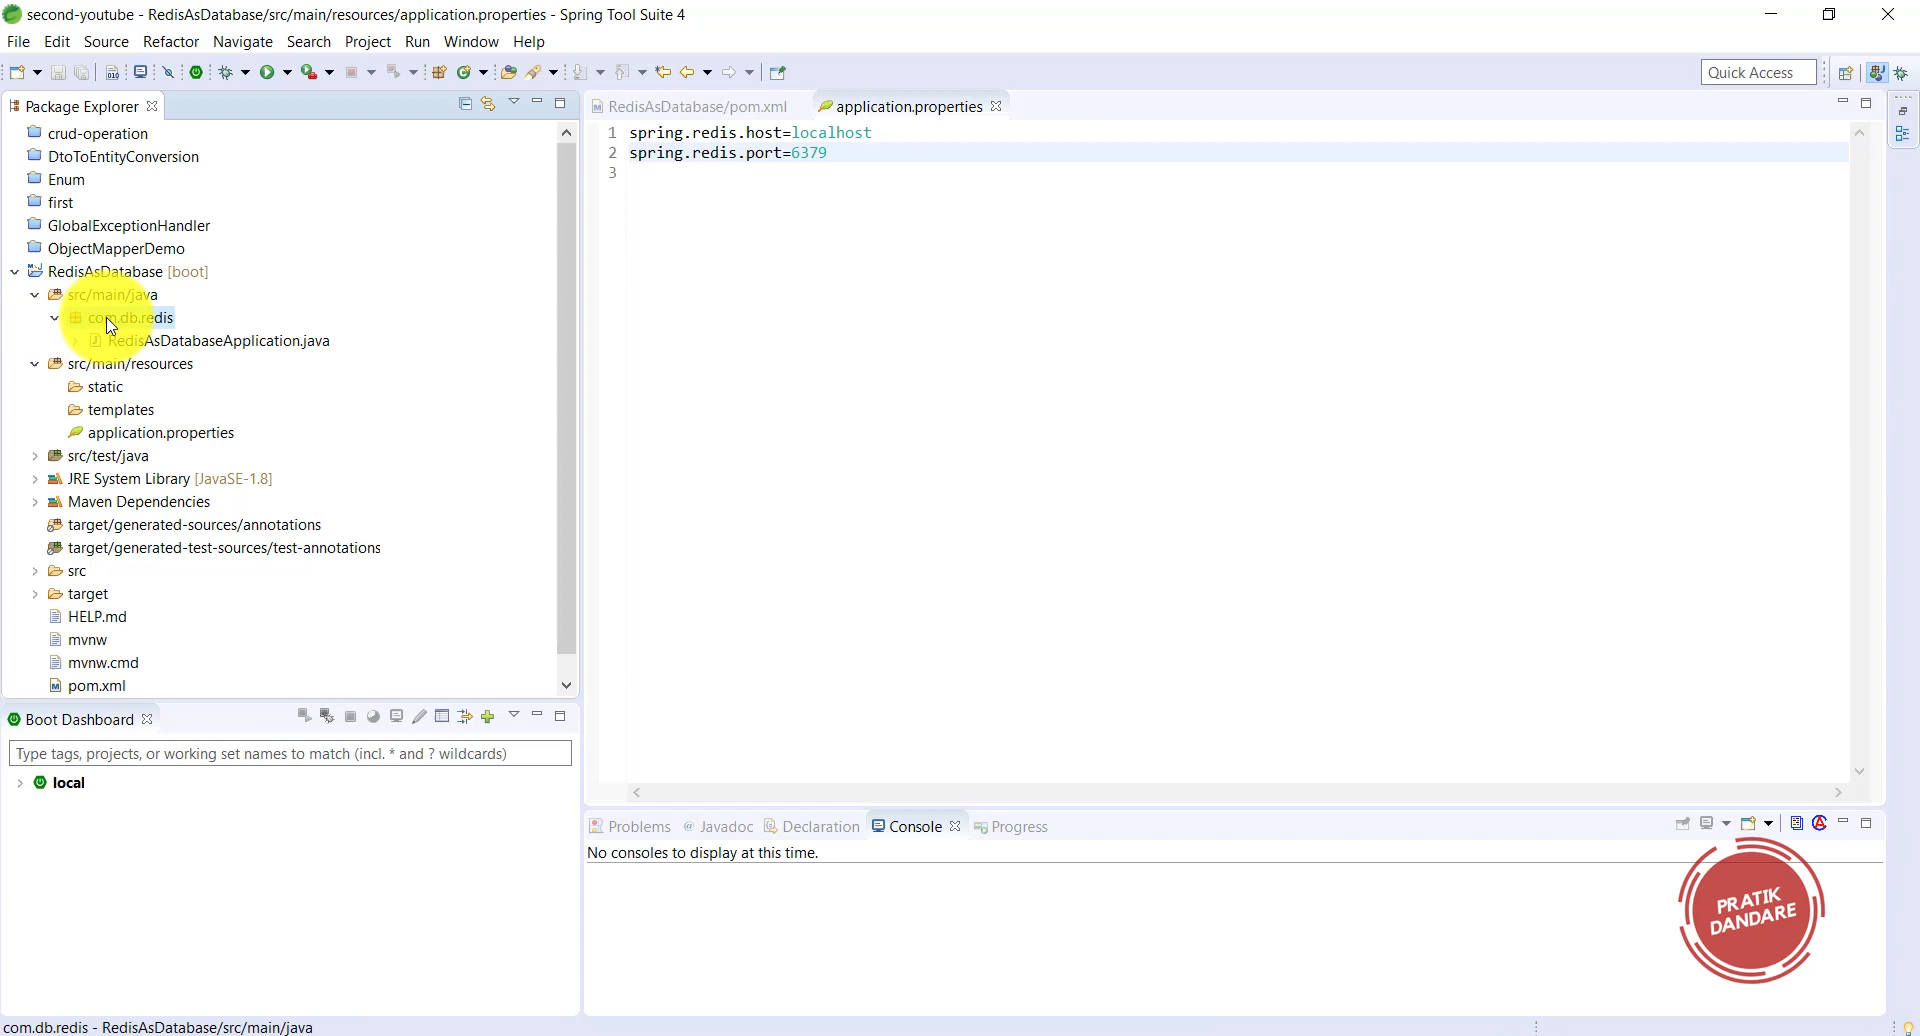 second-youtube - RedisAsDatabase/src/main/resources/application.properties - Spring Tool Suite 4
File Edit Source Refactor Navigate Search Project Run Window Help
Quick Access
Package Explorer
crud-operation
DtoToEntityConversion
Enum
first
GlobalExceptionHandler
ObjectMapperDemo
RedisAsDatabase [boot]
src/main/java
com.db.redis
RedisAsDatabaseApplication.java
src/main/resources
static
templates
application.properties
src/test/java
JRE System Library [JavaSE-1.8]
Maven Dependencies
target/generated-sources/annotations
target/generated-test-sources/test-annotations
src
target
HELP.md
mvnw
mvnw.cmd
pom.xml
RedisAsDatabase/pom.xml application.properties
1 spring.redis.host=localhost
2 spring.redis.port=6379
3
Boot Dashboard
Type tags, projects, or working set names to match (incl. * and ? wildcards)
local
Problems Javadoc Declaration Console Progress
No consoles to display at this time.
PRATIK
DANDARE
com.db.redis - RedisAsDatabase/src/main/java